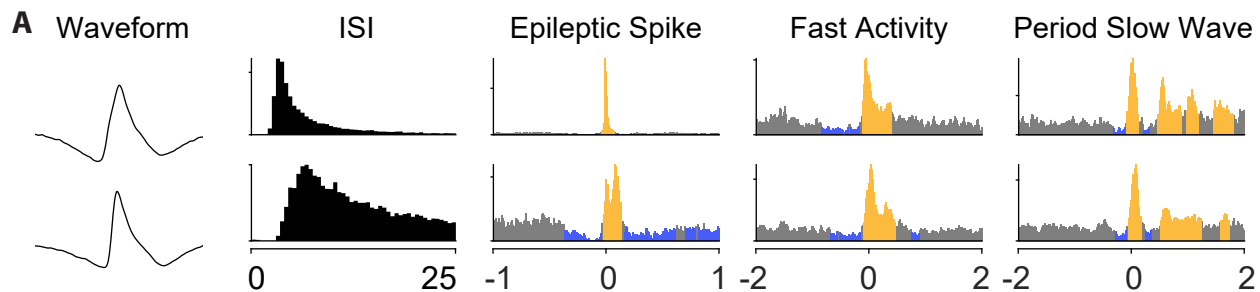 A Waveform ISI Epileptic Spike Fast Activity Period Slow Wave
0 25 -1 0 1 -2 0 2 -2 0 2